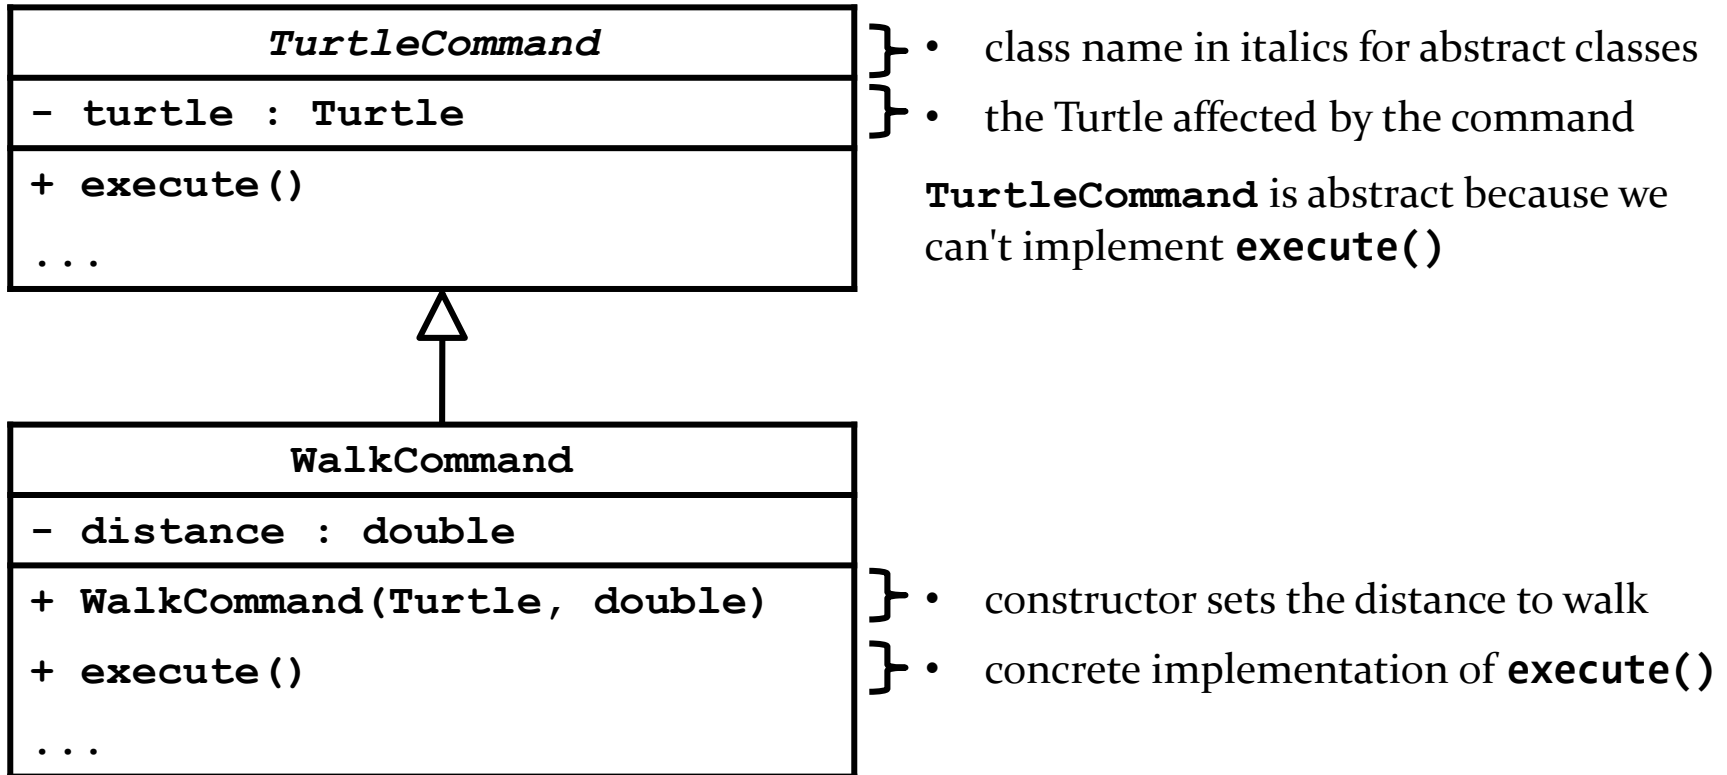 TurtleCommand
- turtle : Turtle
+ execute()
...
• class name in italics for abstract classes
• the Turtle affected by the command
TurtleCommand is abstract because we
can't implement execute()
WalkCommand
- distance : double
+ WalkCommand(Turtle, double)
+ execute()
...
• constructor sets the distance to walk
• concrete implementation of execute()